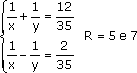 1/x + 1/y = 12/35
R = 5 e 7
1/x - 1/y = 2/35